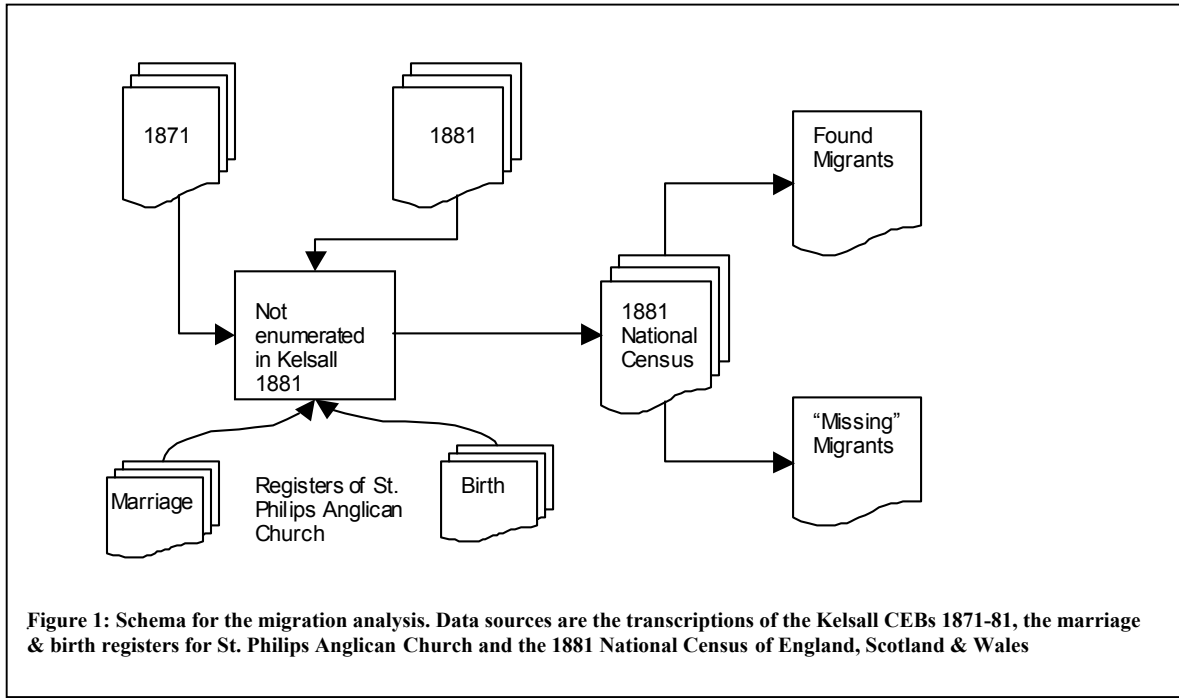 1871
1881
Found
Migrants
Not
enumerated
in Kelsall
1881
1881
National
Census
“Missing”
Migrants
Marriage
Registers of St.
Philips Anglican
Church
Birth
Figure 1: Schema for the migration analysis. Data sources are the transcriptions of the Kelsall CEBs 1871-81, the marriage
& birth registers for St. Philips Anglican Church and the 1881 National Census of England, Scotland & Wales